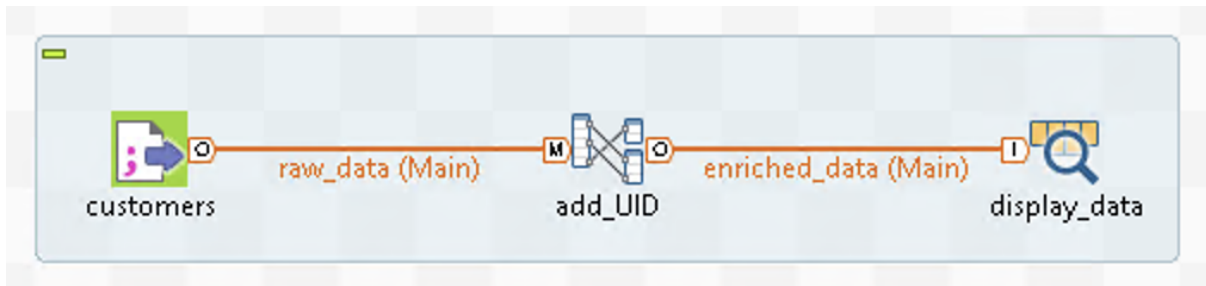 O
M
O
I
raw_data (Main)
enriched_data (Main)
customers
add_UID
display_data